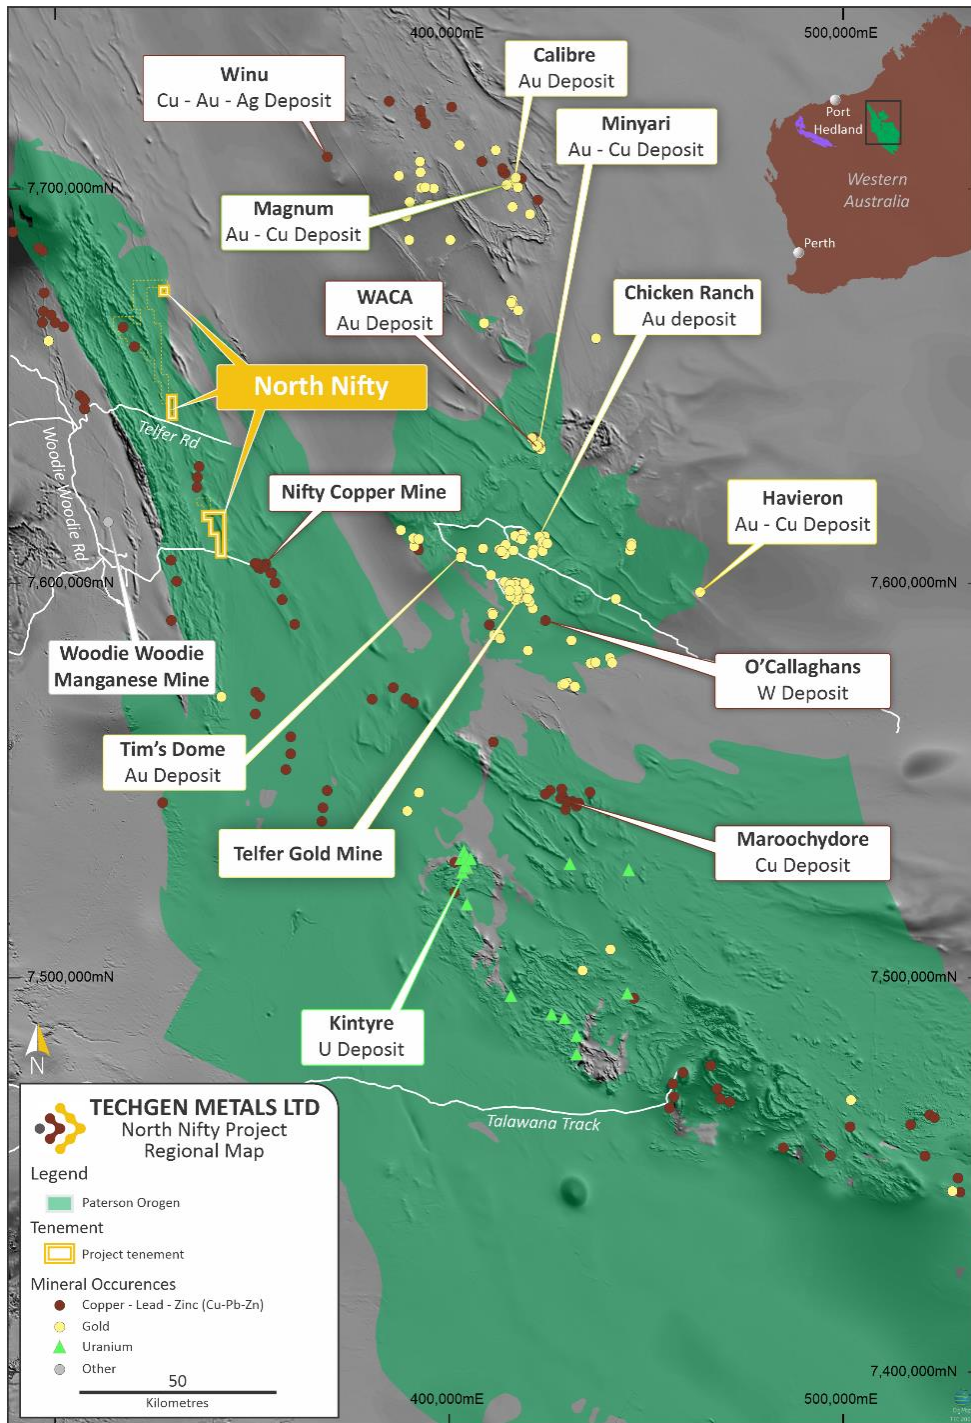 400,000mE
500,000mE
Winu
Cu - Au - Ag Deposit
Calibre
Au Deposit
Minyari
Au - Cu Deposit
Port
Hedland
Western
Australia
Perth
7,700,000mN
Magnum
Au - Cu Deposit
WACA
Au Deposit
Chicken Ranch
Au deposit
North Nifty
Telfer Rd
Woodie Woodie Rd
Nifty Copper Mine
Havieron
Au - Cu Deposit
7,600,000mN
7,600,000mN
Woodie Woodie
Manganese Mine
O'Callaghans
W Deposit
Tim's Dome
Au Deposit
Telfer Gold Mine
Maroochydore
Cu Deposit
7,500,000mN
7,500,000mN
Kintyre
U Deposit
N
Talawana Track
TECHGEN METALS LTD
North Nifty Project
Regional Map
Legend
Paterson Orogen
Tenement
Project tenement
Mineral Occurences
Copper - Lead - Zinc (Cu-Pb-Zn)
Gold
Uranium
Other
50
Kilometres
7,400,000mN
400,000mE
500,000mE